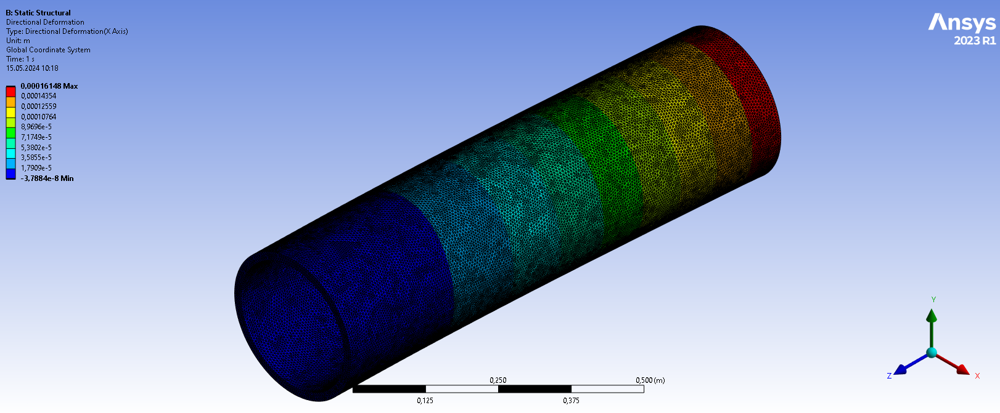 B: Static Structural
Directional Deformation
Type: Directional Deformation(X Axis)
Unit: m
Global Coordinate System
Time: 1 s
15.05.2024 10:18
0,00016148 Max
0,00014354
0,00012559
0,00010764
8,9696e-5
7,1749e-5
5,3802e-5
3,5855e-5
1,7909e-5
-3,7884e-8 Min
Ansys
2023 R1
0,250
0,500 (m)
0,125
0,375
Y
Z
X